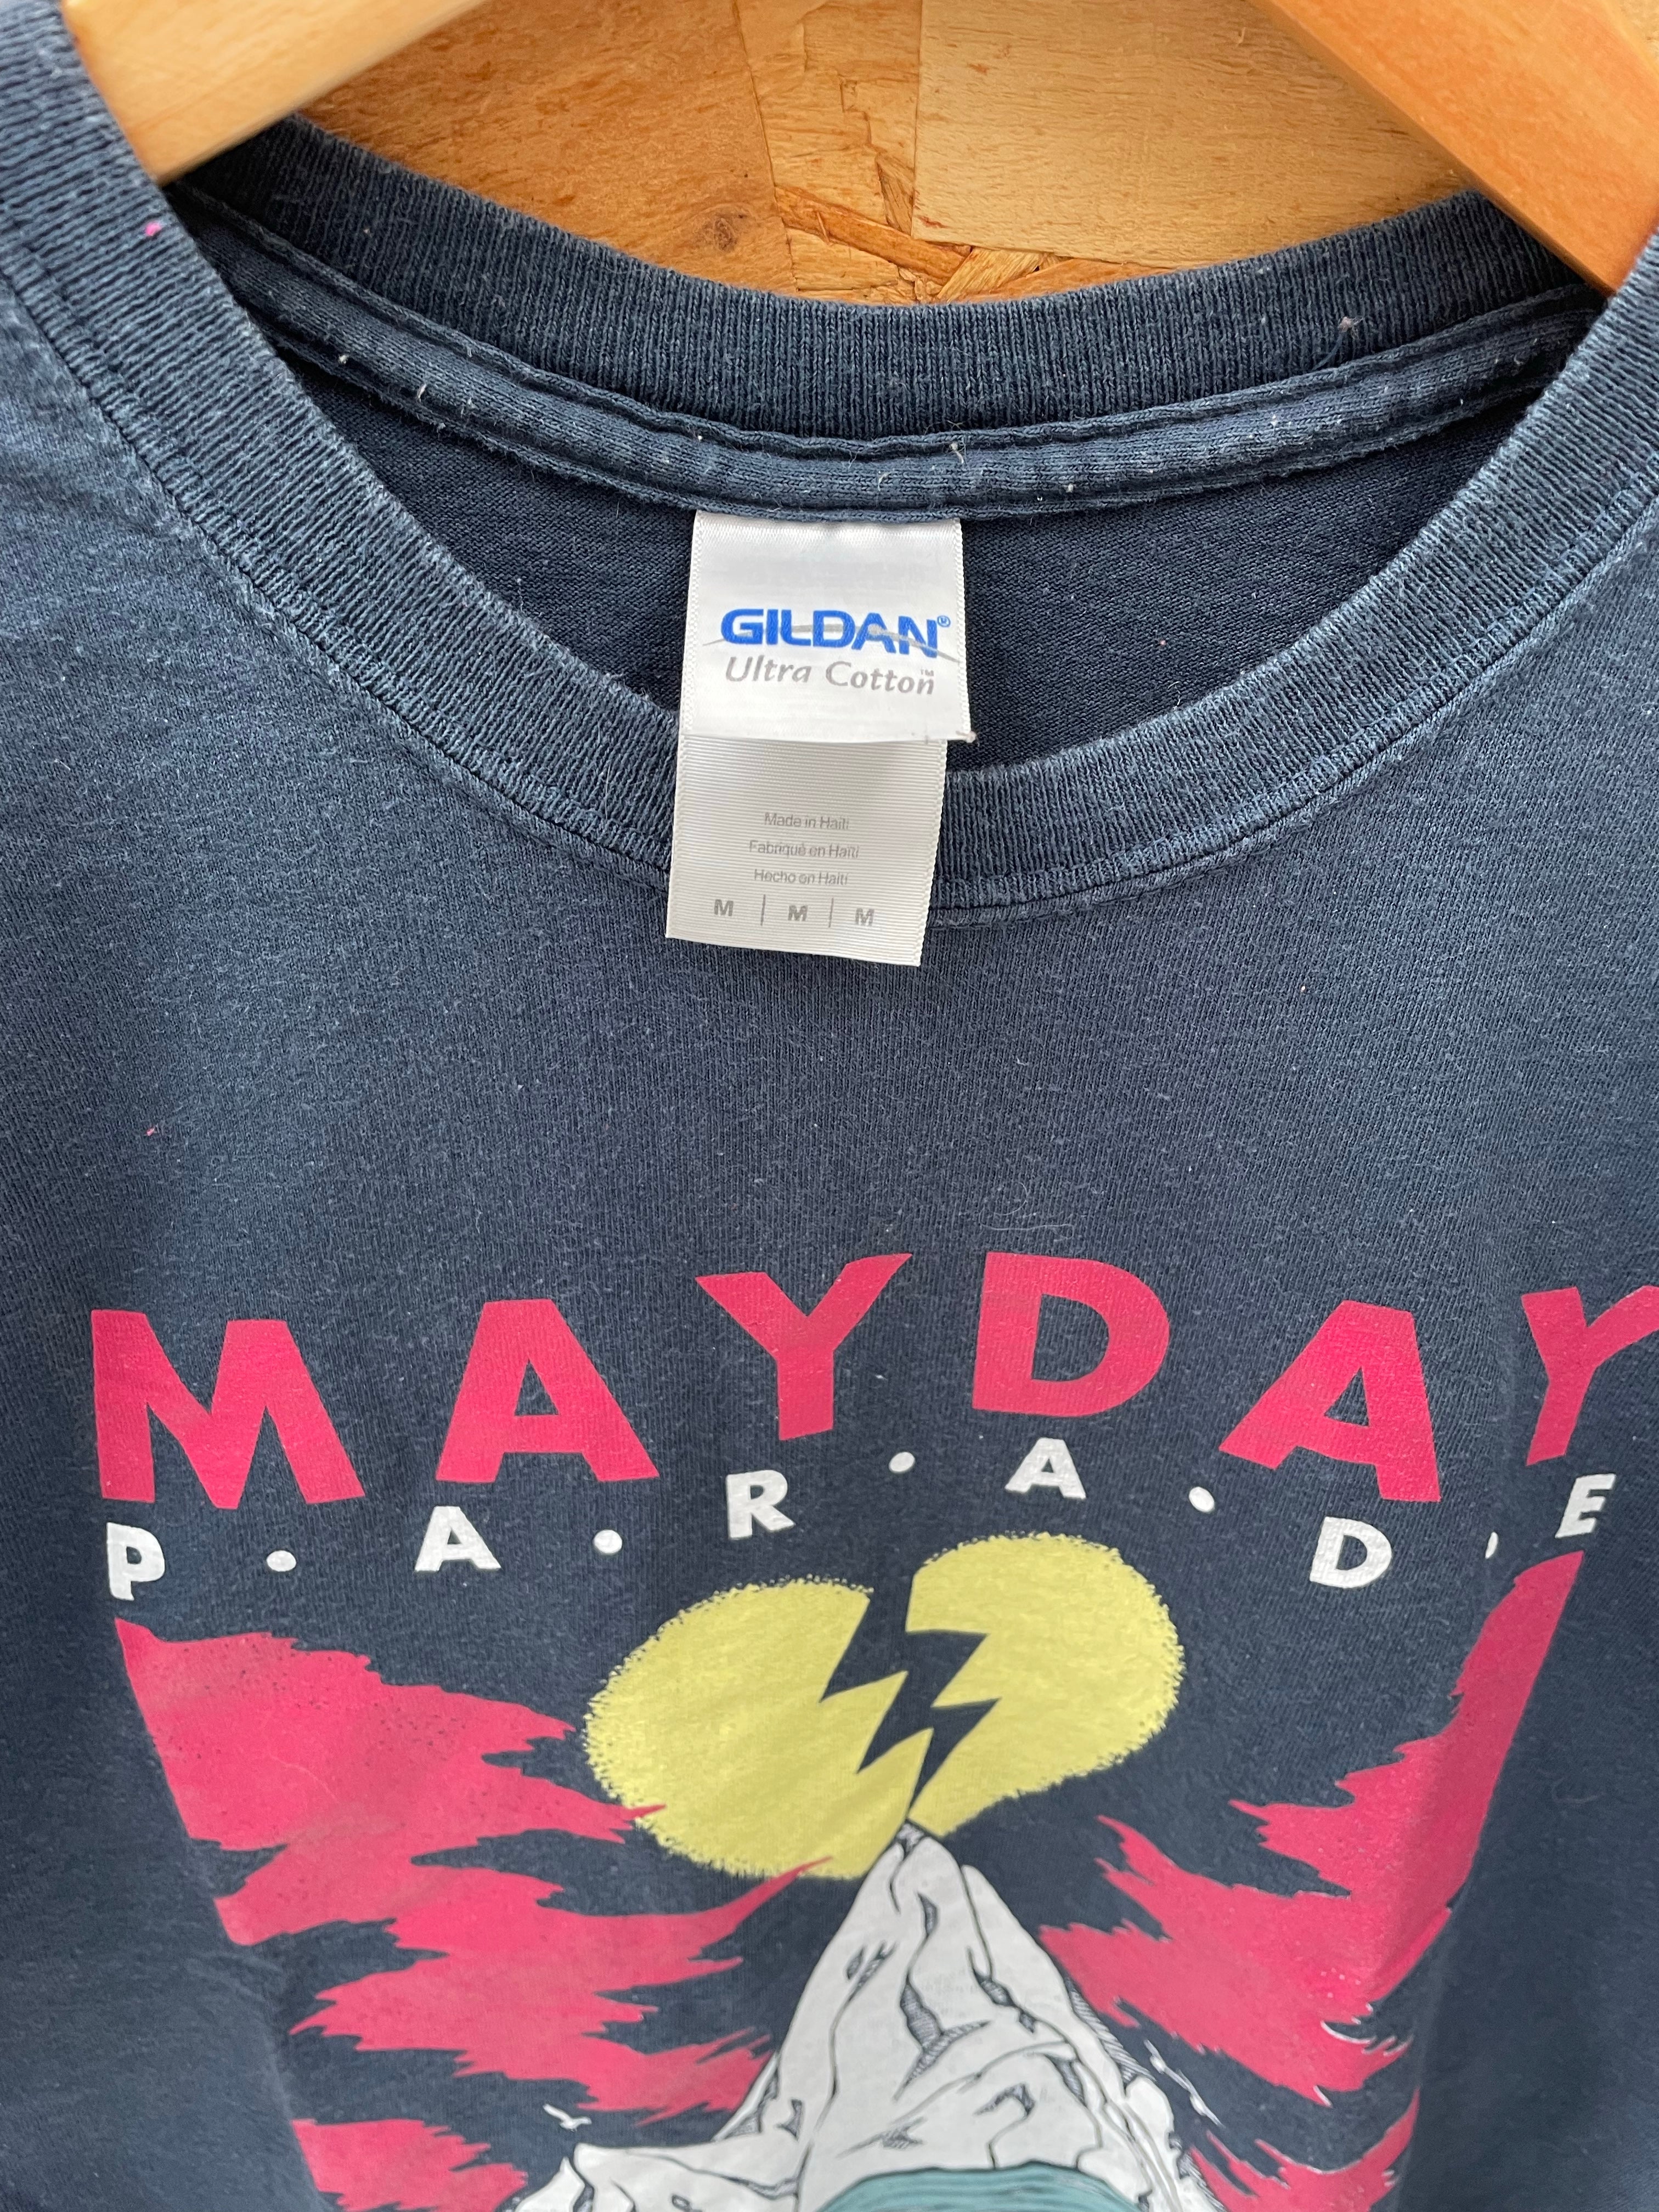 GILDAN®
Ultra Cotton™
Made in Haiti
Fabriqué en Haïti
Hecho en Haití
M | M | M
MAYDAY
P·A·R·A·D·E